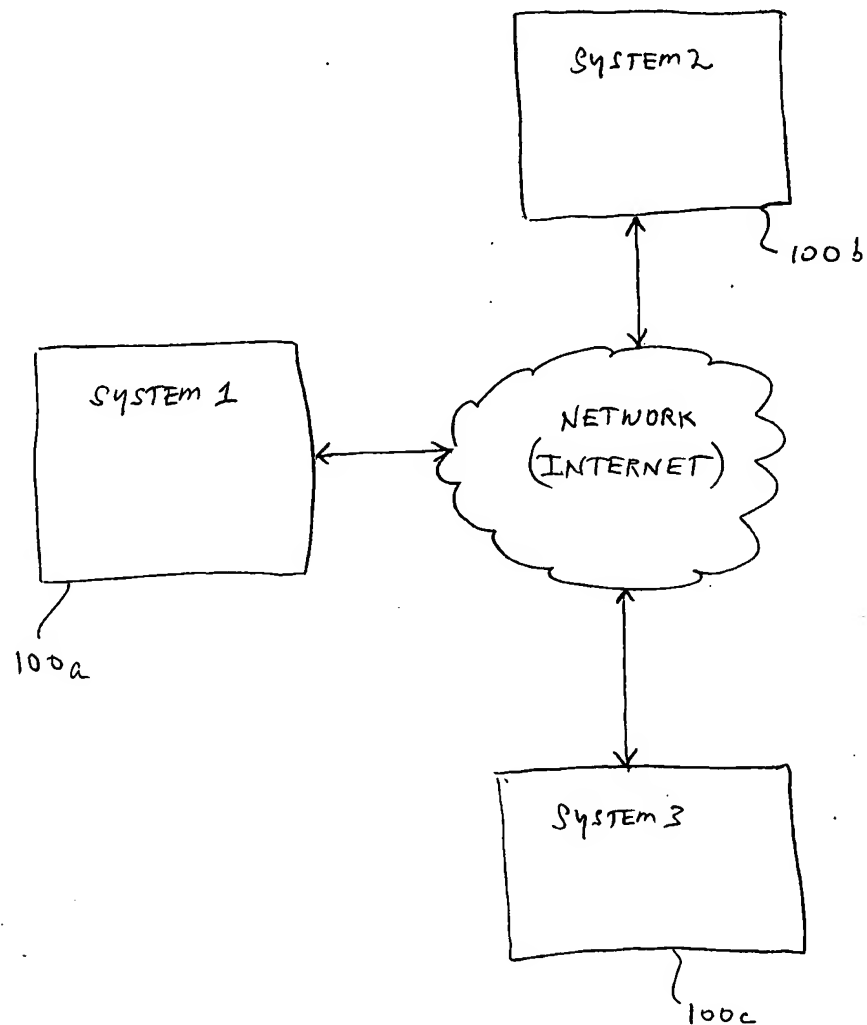 SYSTEM 2
100b
SYSTEM 1
NETWORK
(INTERNET)
100a
SYSTEM 3
100c